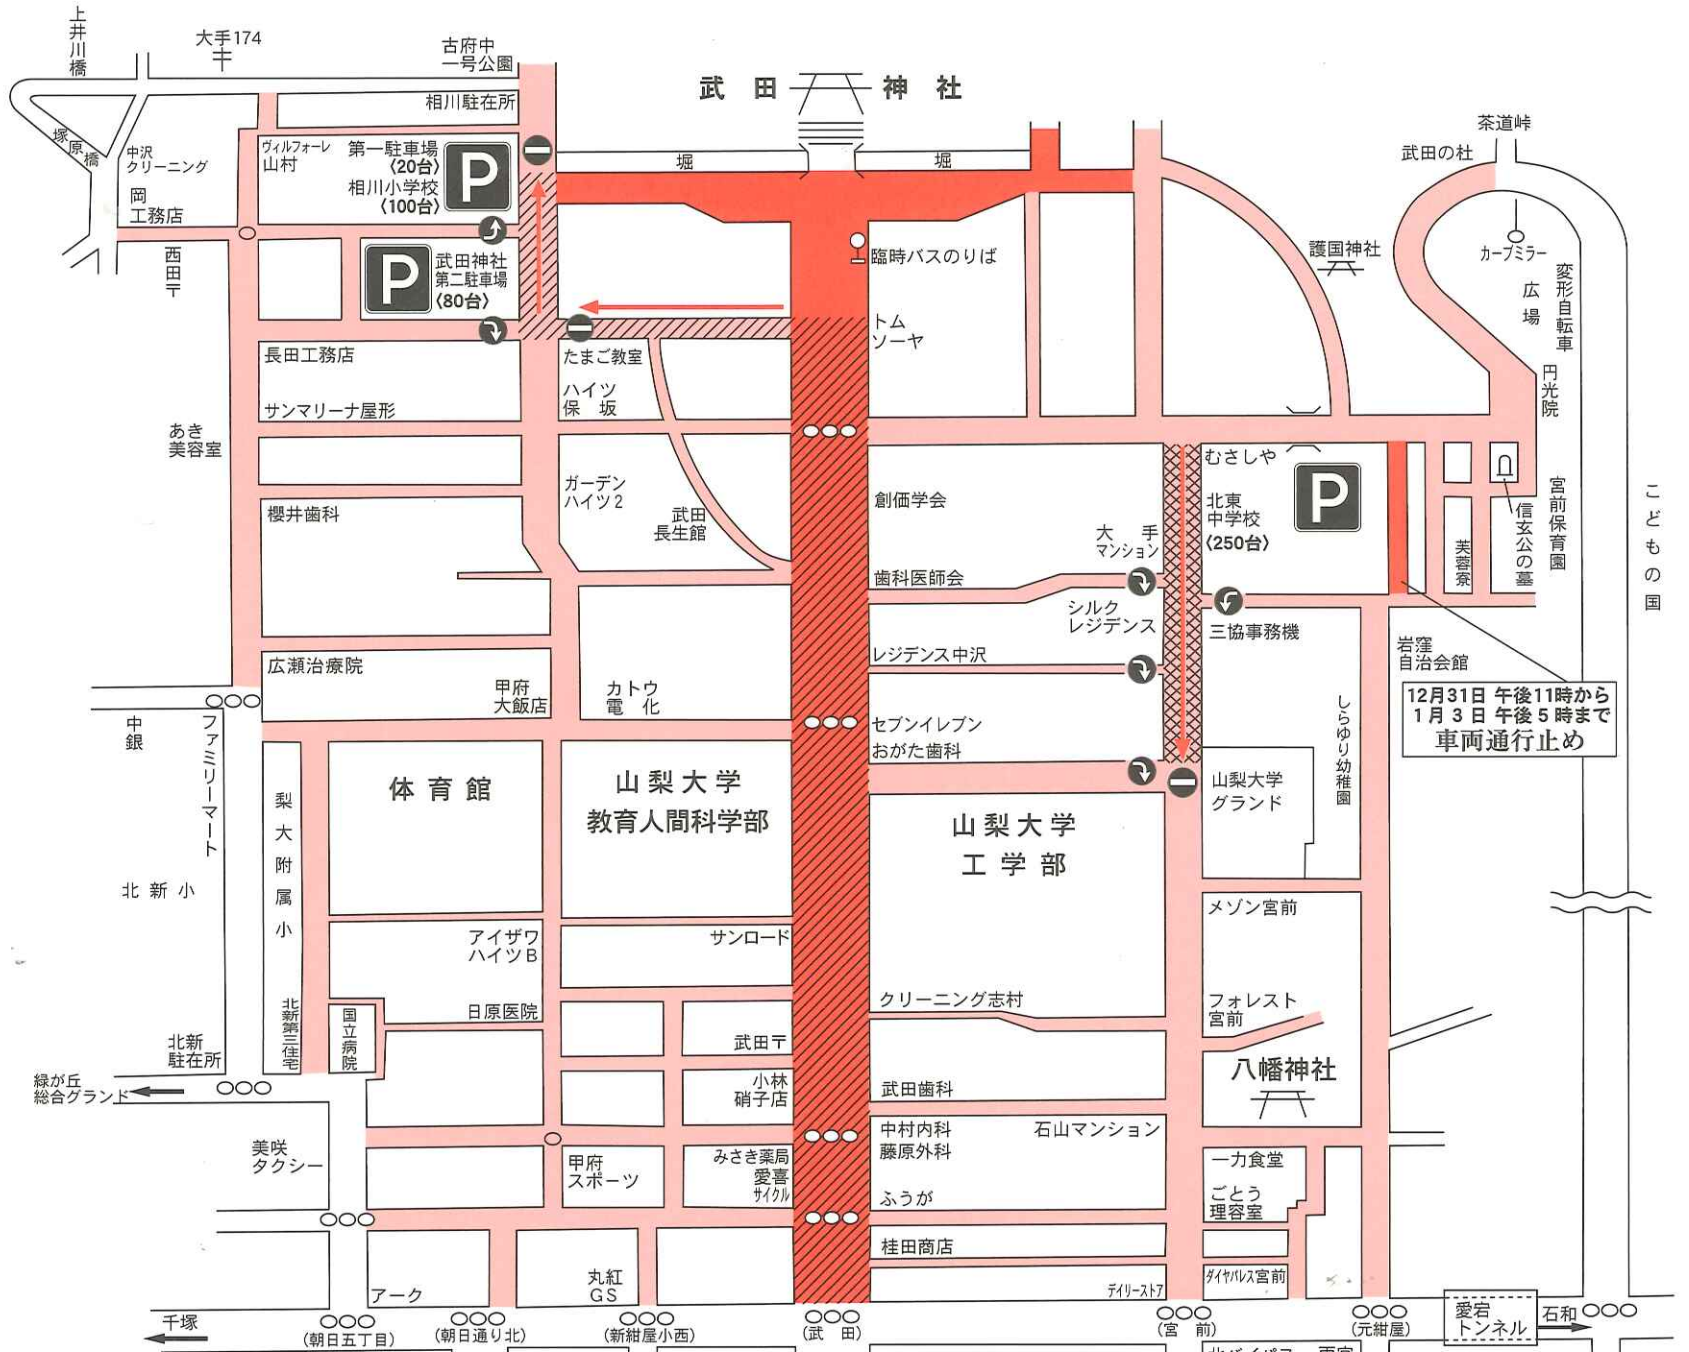 上井川橋
大手174
古府中
一号公園
武田 神社
相川駐在所
塚原橋
中沢
クリーニング
岡
工務店
ヴィルフォーレ
山村
第一駐車場
〈20台〉
相川小学校
〈100台〉
P
堀
堀
茶道峠
武田の杜
西田〒
P
武田神社
第二駐車場
〈80台〉
臨時バスのりば
護国神社
カーブミラー
変形自転車
広場
トム
ソーヤ
長田工務店
たまご教室
円光院
サンマリーナ屋形
ハイツ
保坂
あき
美容室
むさしや
P
櫻井歯科
ガーデン
ハイツ2
武田
長生館
創価学会
北東
中学校
〈250台〉
大手
マンション
宮前保育園
信玄公の墓
芙蓉寮
こどもの国
歯科医師会
シルク
レジデンス
三協事務機
広瀬治療院
レジデンス中沢
岩窪
自治会館
甲府
大飯店
カトウ
電化
12月31日 午後11時から
1月3日 午後5時まで
車両通行止め
中銀
ファミリーマート
セブンイレブン
おがた歯科
しらゆり幼稚園
体育館
山梨大学
教育人間科学部
山梨大学
グランド
梨大附属小
山梨大学
工学部
北新小
メゾン宮前
アイザワ
ハイツB
サンロード
北新第三住宅
日原医院
クリーニング志村
フォレスト
宮前
国立病院
北新
駐在所
武田〒
八幡神社
緑が丘
総合グランド
小林
硝子店
武田歯科
中村内科
藤原外科
石山マンション
美咲
タクシー
甲府
スポーツ
みさき薬局
愛喜
サイクル
一力食堂
ふうが
ごとう
理容室
桂田商店
アーク
丸紅
GS
デイリーストア
ダイヤパレス宮前
千塚
(朝日五丁目)
(朝日通り北)
(新紺屋小西)
(武田)
(宮前)
(元紺屋)
愛宕
トンネル
石和